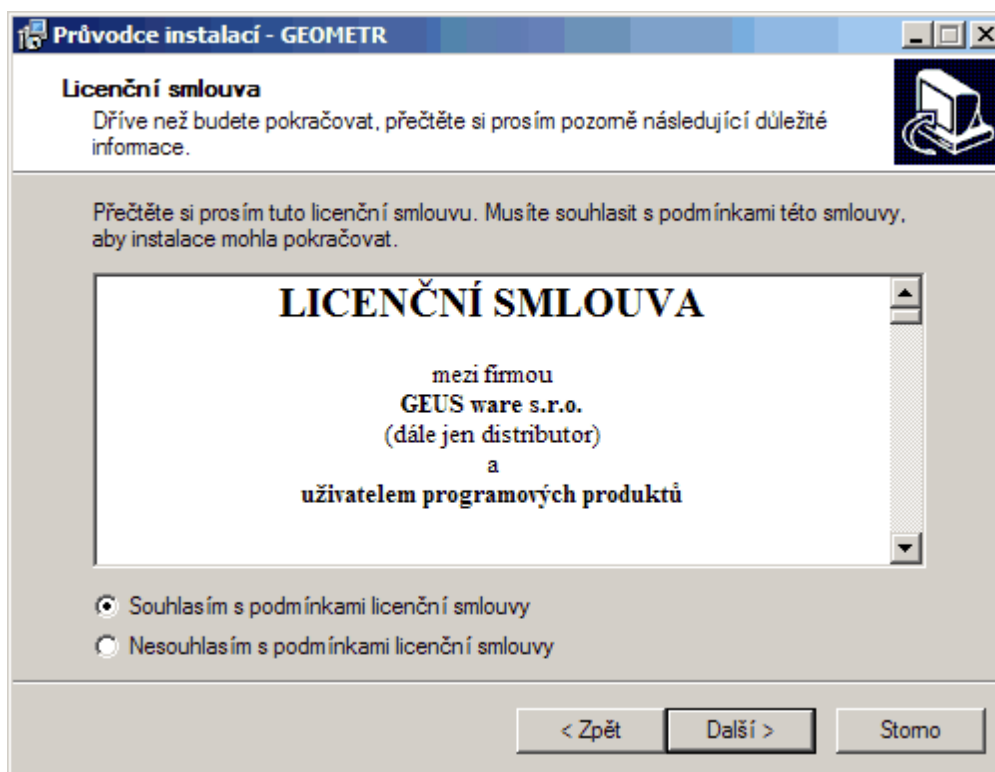 Průvodce instalací - GEOMETR
Licenční smlouva
Dříve než budete pokračovat, přečtěte si prosím pozorně následující důležité
informace.
Přečtěte si prosím tuto licenční smlouvu. Musíte souhlasit s podmínkami této smlouvy,
aby instalace mohla pokračovat.
LICENČNÍ SMLOUVA
mezi firmou
GEUS ware s.r.o.
(dále jen distributor)
a
uživatelem programových produktů
Souhlasím s podmínkami licenční smlouvy
Nesouhlasím s podmínkami licenční smlouvy
< Zpět Další > Storno